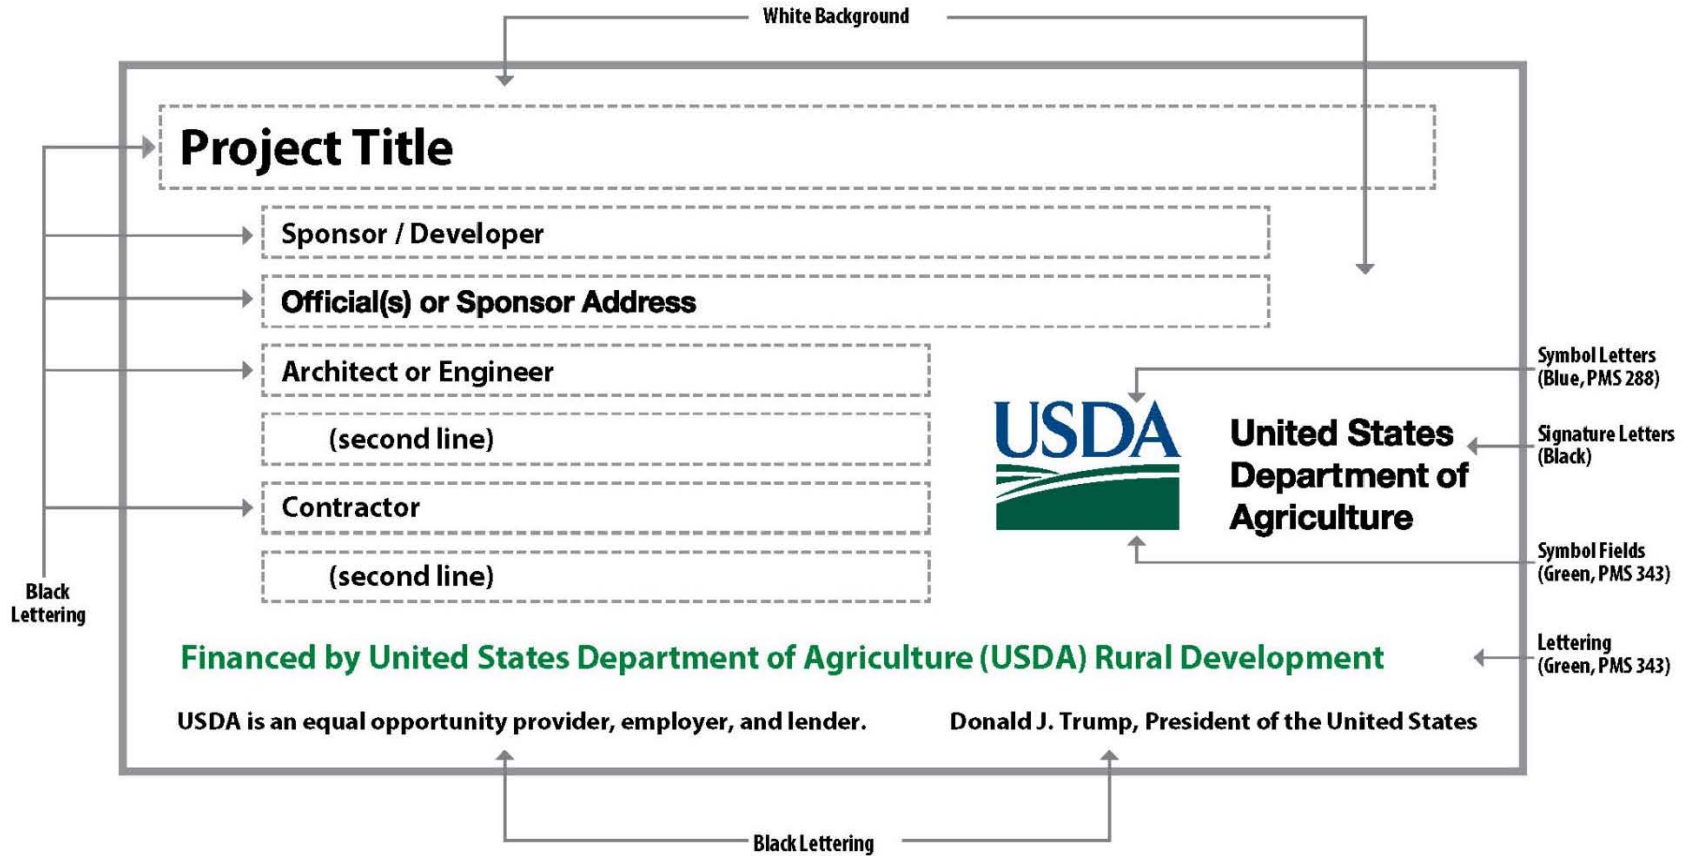 White Background
Project Title
Sponsor / Developer
Official(s) or Sponsor Address
Architect or Engineer
(second line)
Contractor
(second line)
Black
Lettering
USDA
United States
Department of
Agriculture
Symbol Letters
(Blue, PMS 288)
Signature Letters
(Black)
Symbol Fields
(Green, PMS 343)
Lettering
(Green, PMS 343)
Financed by United States Department of Agriculture (USDA) Rural Development
USDA is an equal opportunity provider, employer, and lender.
Donald J. Trump, President of the United States
Black Lettering